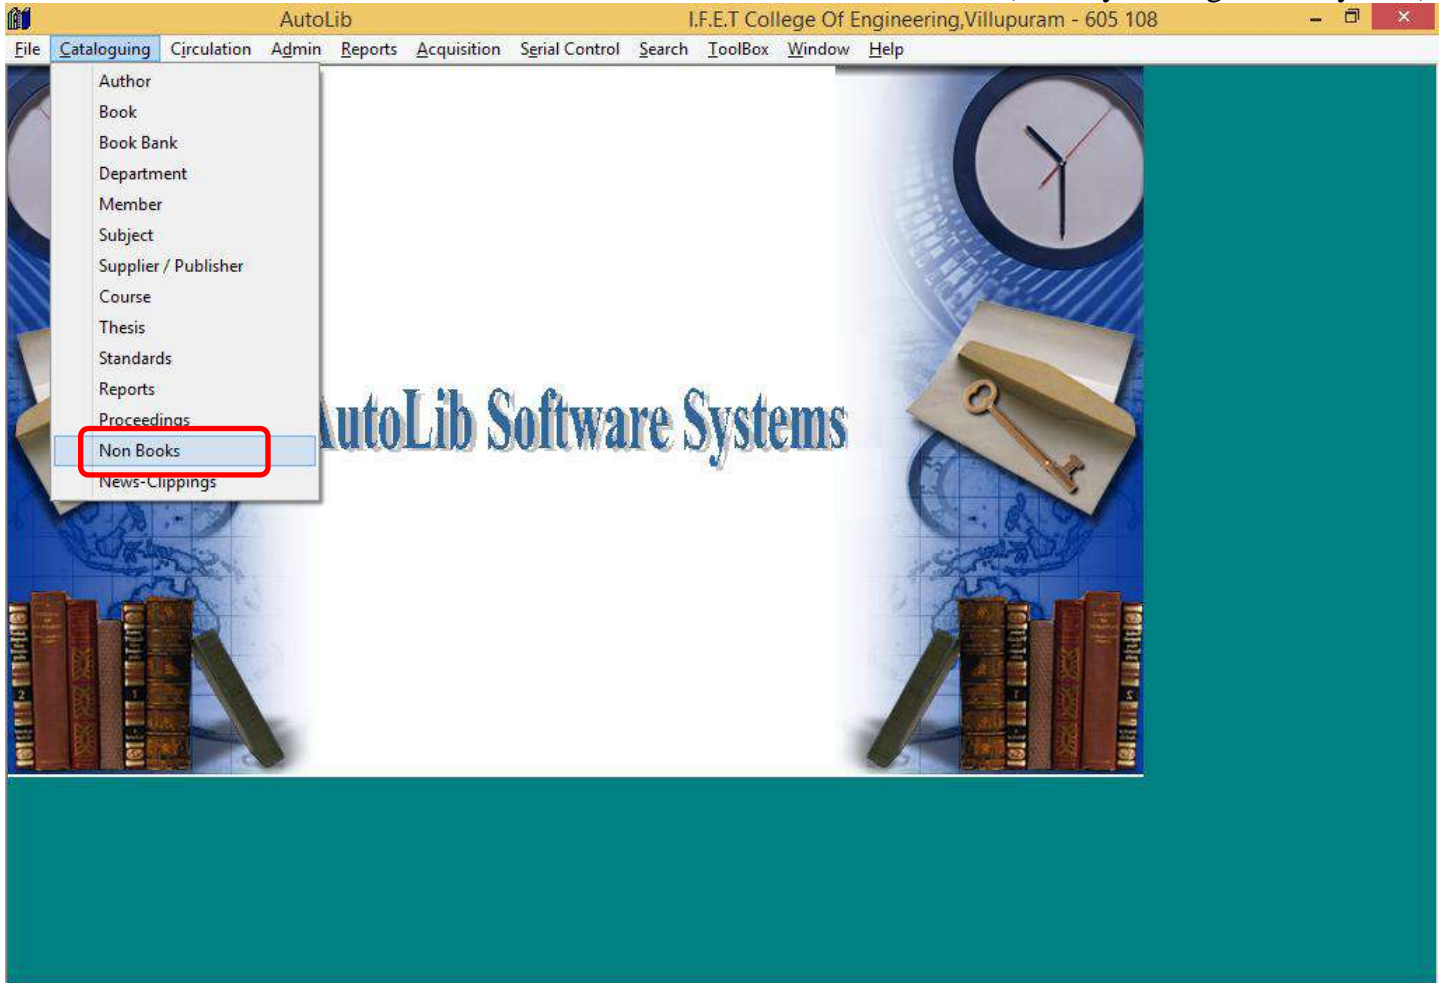 AutoLib I.F.E.T College Of Engineering,Villupuram - 605 108
File Cataloguing Circulation Admin Reports Acquisition Serial Control Search ToolBox Window Help
Author
Book
Book Bank
Department
Member
Subject
Supplier / Publisher
Course
Thesis
Standards
Reports
Proceedings
Non Books
News-Clippings
AutoLib Software Systems